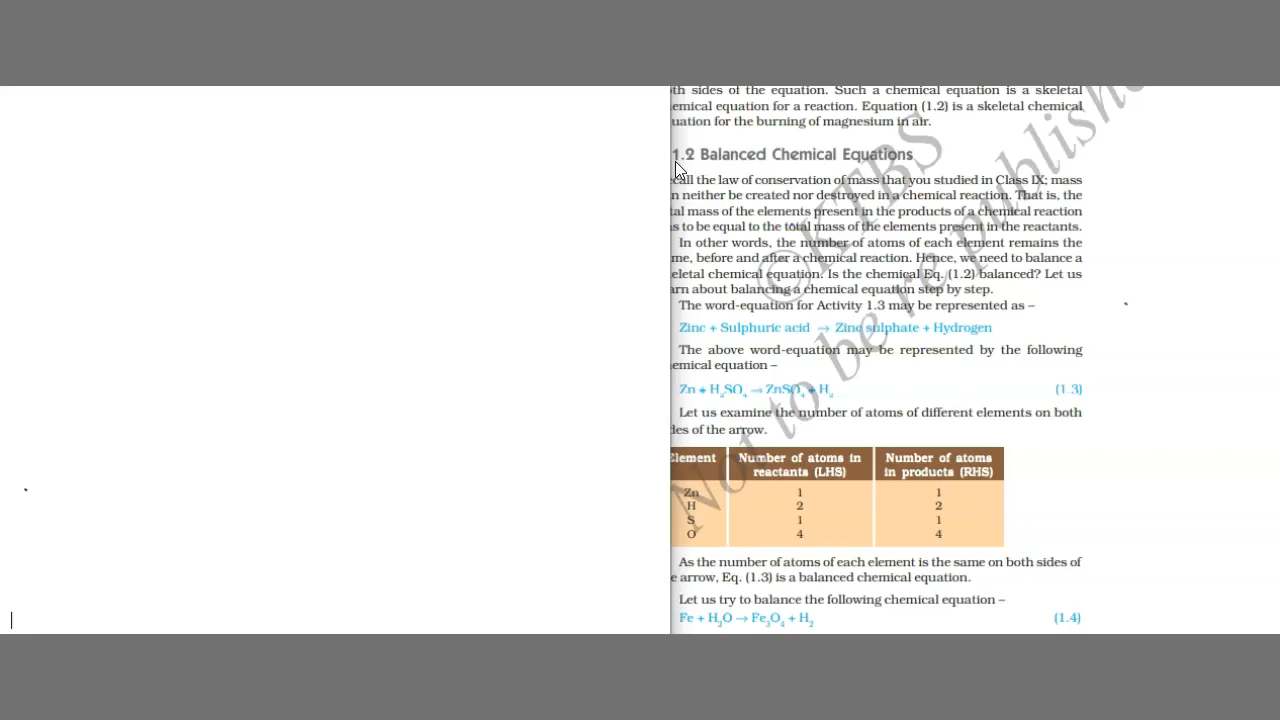 th sides of the equation. Such a chemical equation is a skeletal
emical equation for a reaction. Equation (1.2) is a skeletal chemical
uation for the burning of magnesium in air.
1.2 Balanced Chemical Equations
call the law of conservation of mass that you studied in Class IX; mass
n neither be created nor destroyed in a chemical reaction. That is, the
tal mass of the elements present in the products of a chemical reaction
s to be equal to the total mass of the elements present in the reactants.
In other words, the number of atoms of each element remains the
me, before and after a chemical reaction. Hence, we need to balance a
eletal chemical equation. Is the chemical Eq. (1.2) balanced? Let us
arn about balancing a chemical equation step by step.
The word-equation for Activity 1.3 may be represented as –
Zinc + Sulphuric acid → Zinc sulphate + Hydrogen
The above word-equation may be represented by the following
emical equation –
Zn + H₂SO₄ → ZnSO₄ + H₂ (1.3)
Let us examine the number of atoms of different elements on both
des of the arrow.
Element Number of atoms in reactants (LHS) Number of atoms in products (RHS)
Zn 1 1
H 2 2
S 1 1
O 4 4
As the number of atoms of each element is the same on both sides of
e arrow, Eq. (1.3) is a balanced chemical equation.
Let us try to balance the following chemical equation –
Fe + H₂O → Fe₃O₄ + H₂ (1.4)
©KTBS
Not to be republishe